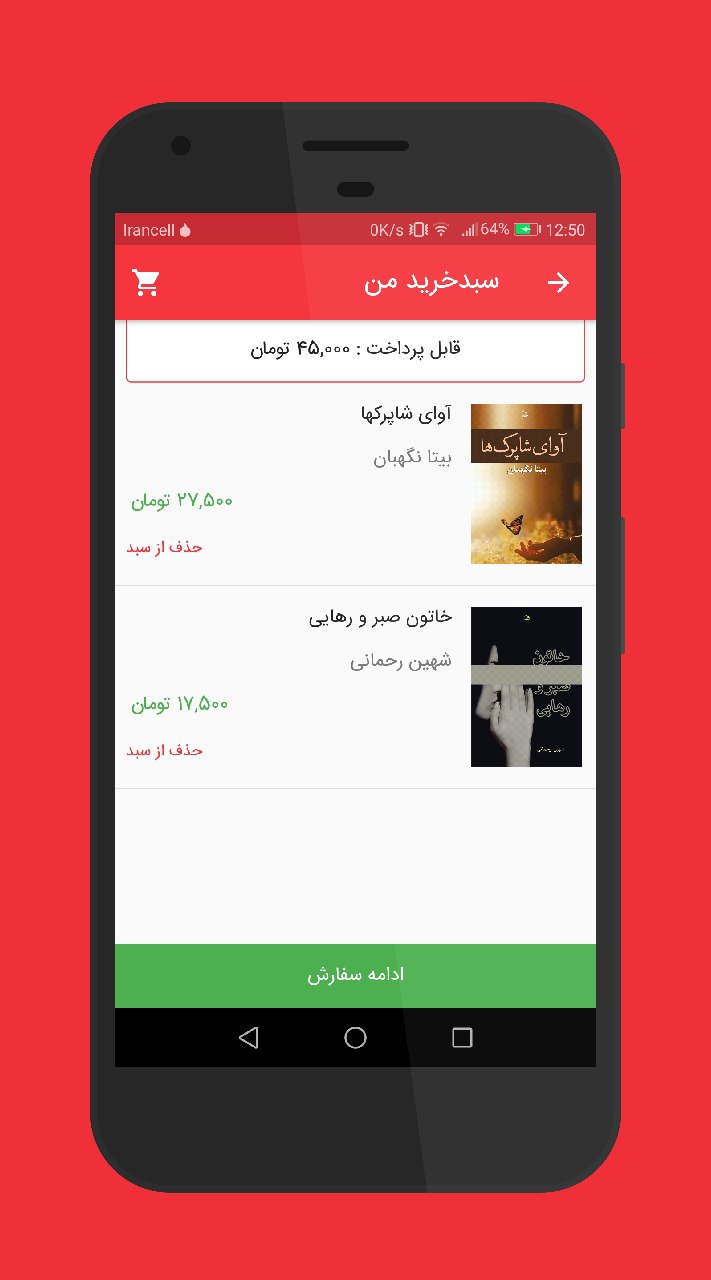 Irancell 0K/s 64% 12:50
سبدخرید من
قابل پرداخت : ۴۵,۰۰۰ تومان
آوای شاپرکها
بیتا نگهبان
۲۷,۵۰۰ تومان
حذف از سبد
آوای شاپرک‌ها
بیتا نگهبان
خاتون صبر و رهایی
شهین رحمانی
۱۷,۵۰۰ تومان
حذف از سبد
خاتون
صبر و
رهایی
ادامه سفارش